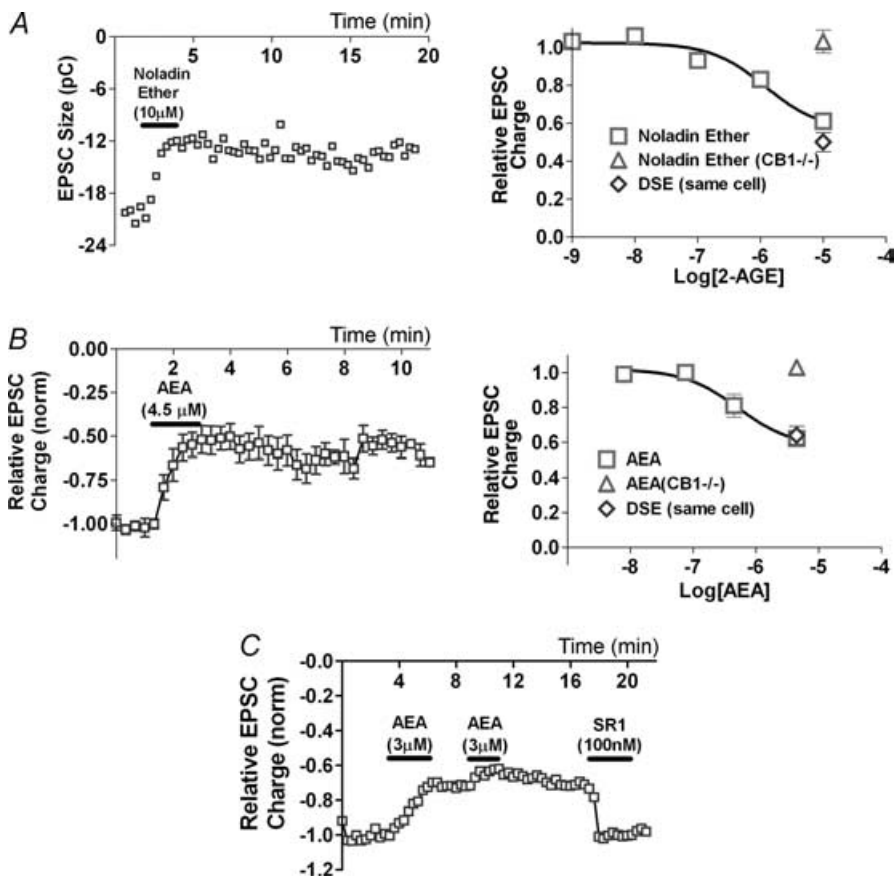 A
Time (min)
0
5
10
15
20
-6
-12
-18
-24
EPSC Size (pC)
Noladin
Ether
(10µM)
1.0
0.8
0.6
0.4
0.2
0.0
Relative EPSC
Charge
Noladin Ether
Noladin Ether (CB1-/-)
DSE (same cell)
-9
-8
-7
-6
-5
-4
Log[2-AGE]
B
Time (min)
0.00
2
4
6
8
10
-0.25
-0.50
-0.75
-1.00
Relative EPSC
Charge (norm)
AEA
(4.5 µM)
1.0
0.8
0.6
0.4
0.2
0.0
Relative EPSC
Charge
AEA
AEA(CB1-/-)
DSE (same cell)
-8
-7
-6
-5
-4
Log[AEA]
C
Time (min)
-0.0
4
8
12
16
20
-0.2
-0.4
-0.6
-0.8
-1.0
-1.2
Relative EPSC
Charge (norm)
AEA
(3µM)
AEA
(3µM)
SR1
(100nM)